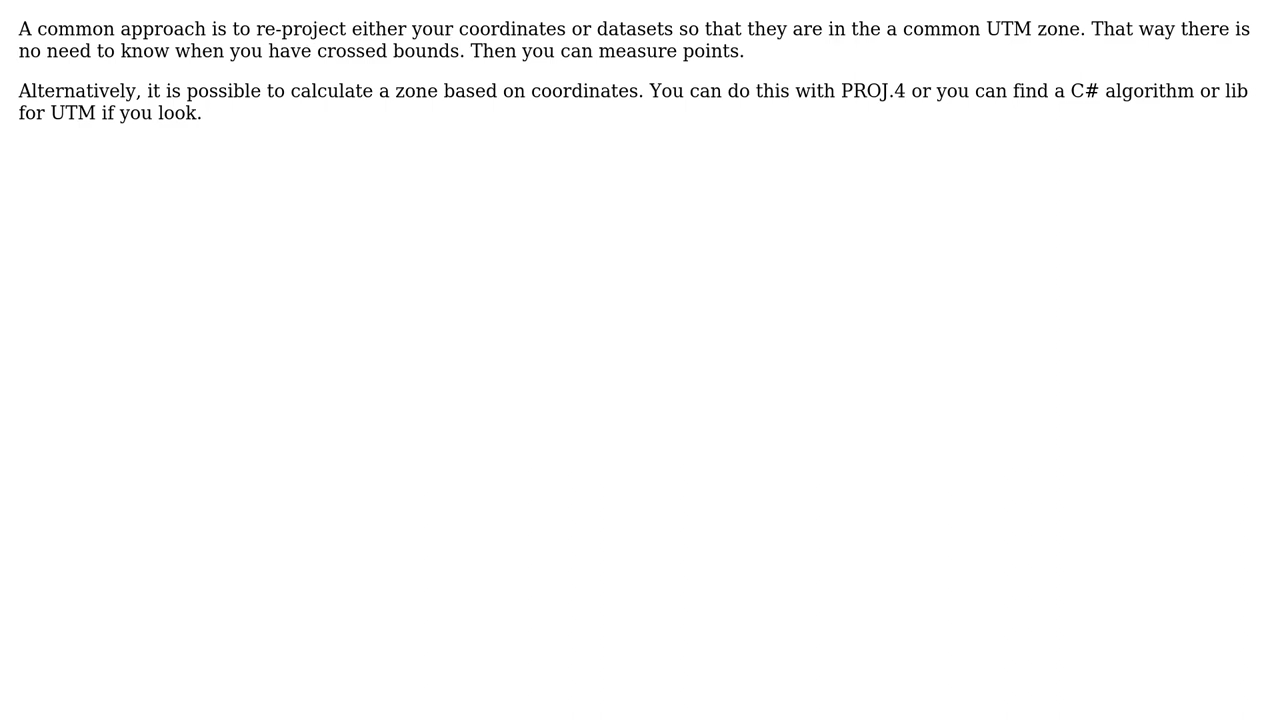 A common approach is to re-project either your coordinates or datasets so that they are in the a common UTM zone. That way there is
no need to know when you have crossed bounds. Then you can measure points.
Alternatively, it is possible to calculate a zone based on coordinates. You can do this with PROJ.4 or you can find a C# algorithm or lib
for UTM if you look.